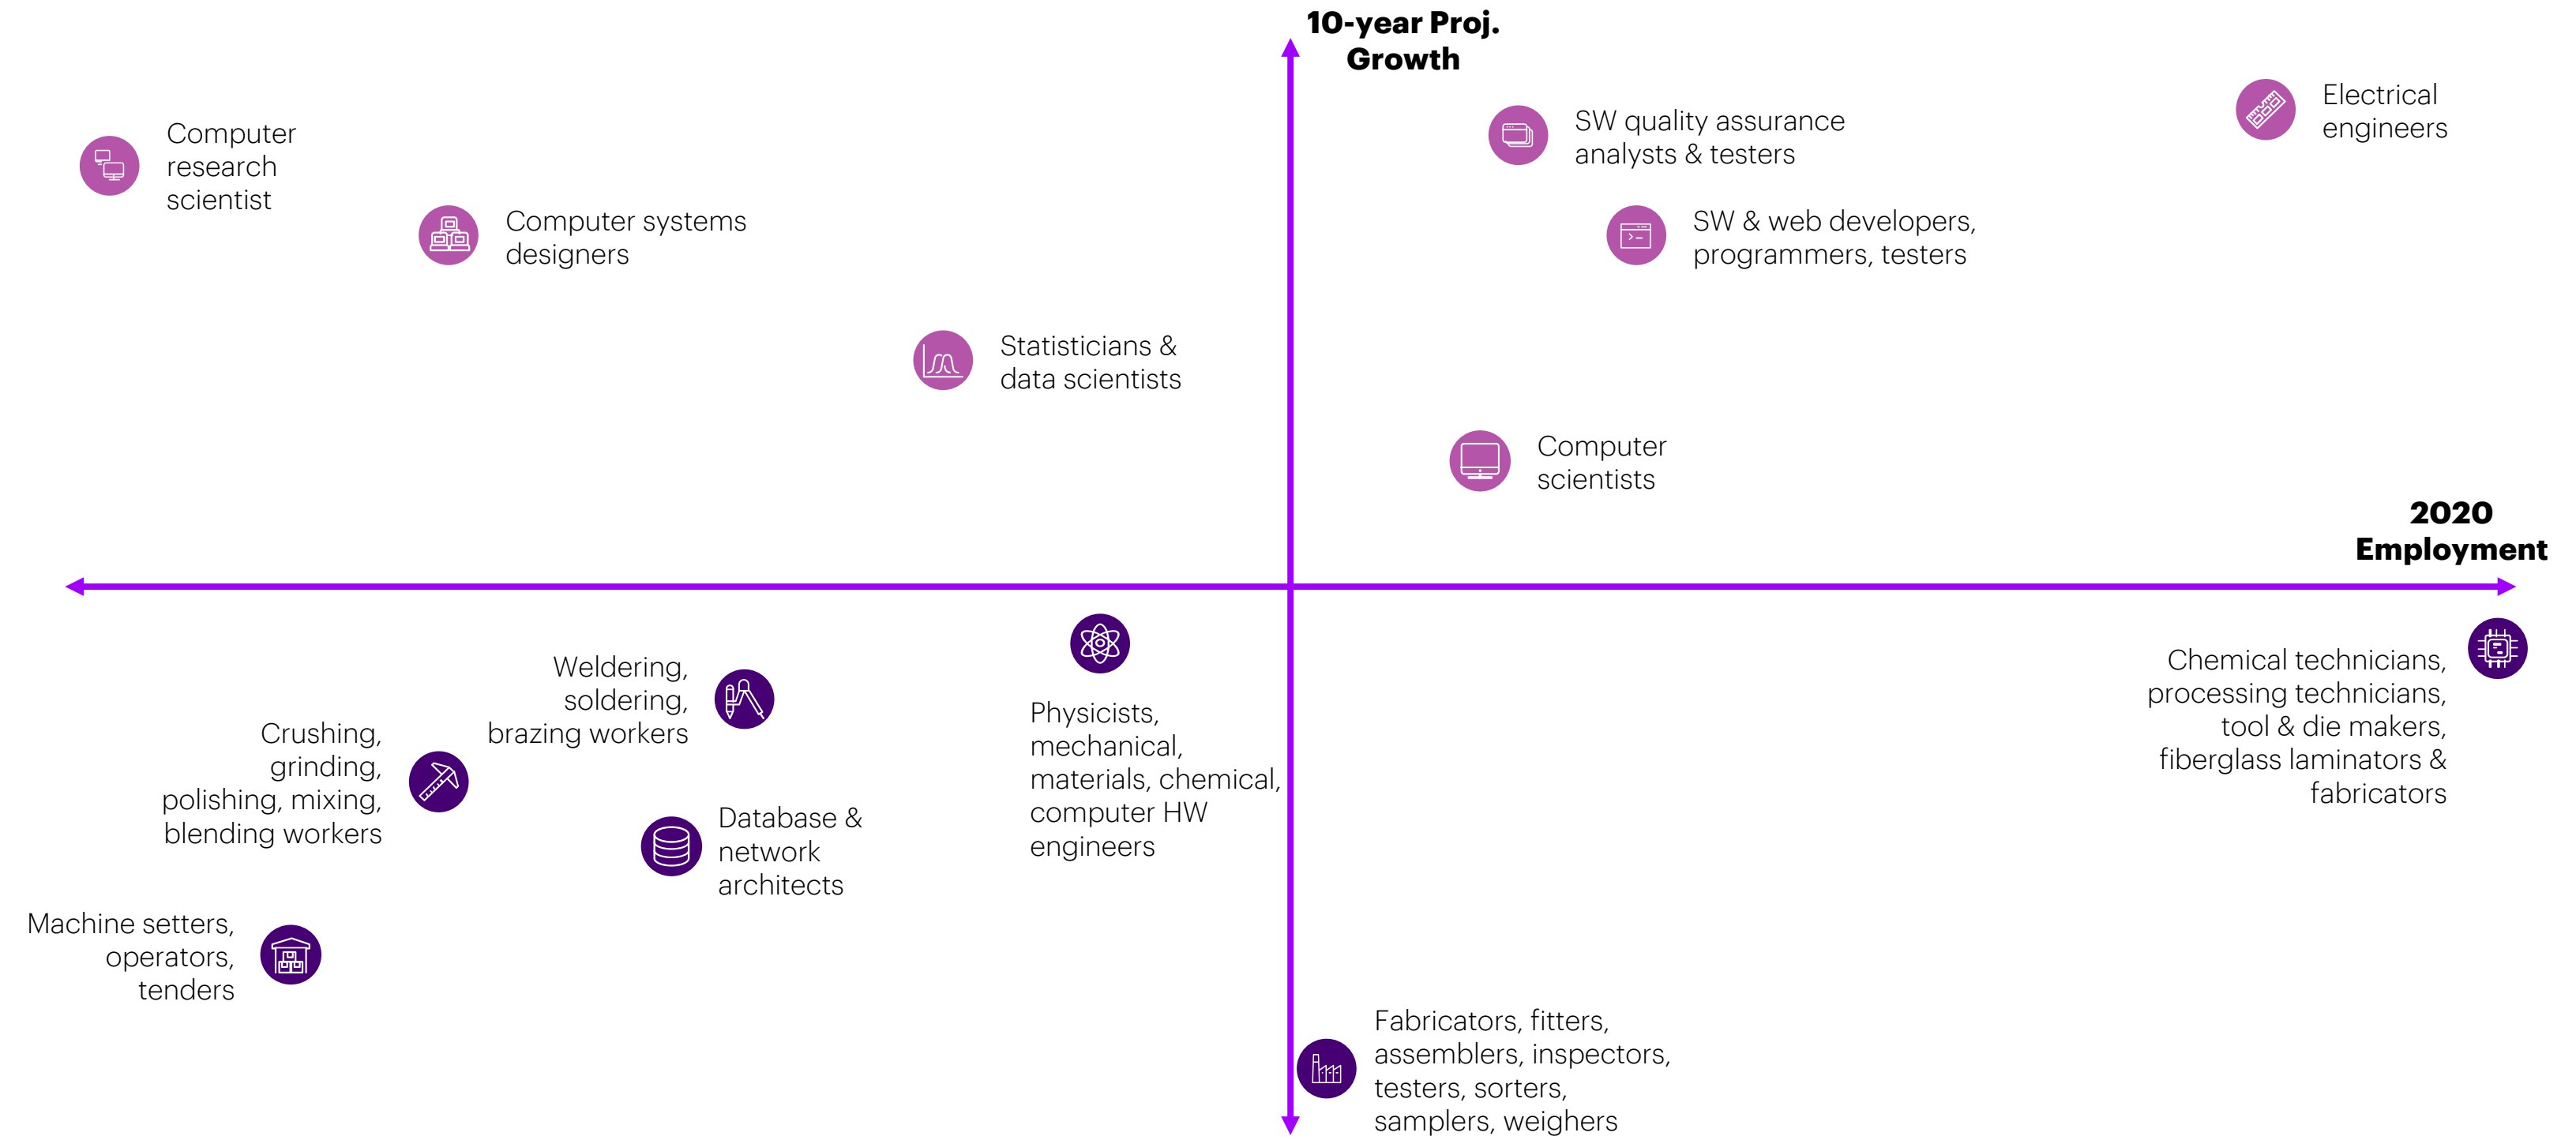 10-year Proj.
Growth
Electrical
engineers
SW quality assurance
analysts & testers
Computer
research
scientist
SW & web developers,
programmers, testers
Computer systems
designers
Statisticians &
data scientists
Computer
scientists
2020
Employment
Weldering,
soldering,
brazing workers
Chemical technicians,
processing technicians,
tool & die makers,
fiberglass laminators &
fabricators
Physicists,
mechanical,
materials, chemical,
computer HW
engineers
Crushing,
grinding,
polishing, mixing,
blending workers
Database &
network
architects
Machine setters,
operators,
tenders
Fabricators, fitters,
assemblers, inspectors,
testers, sorters,
samplers, weighers